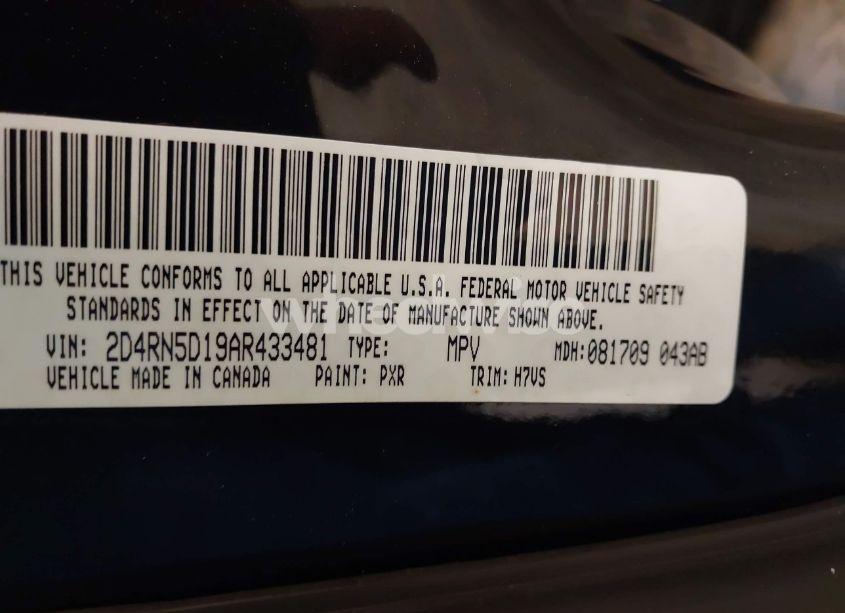 THIS VEHICLE CONFORMS TO ALL APPLICABLE U.S.A. FEDERAL MOTOR VEHICLE SAFETY
STANDARDS IN EFFECT ON THE DATE OF MANUFACTURE SHOWN ABOVE.
VIN: 2D4RN5D19AR433481 TYPE: MPV MDH:081709 043AB
VEHICLE MADE IN CANADA PAINT: PXR TRIM:H7VS